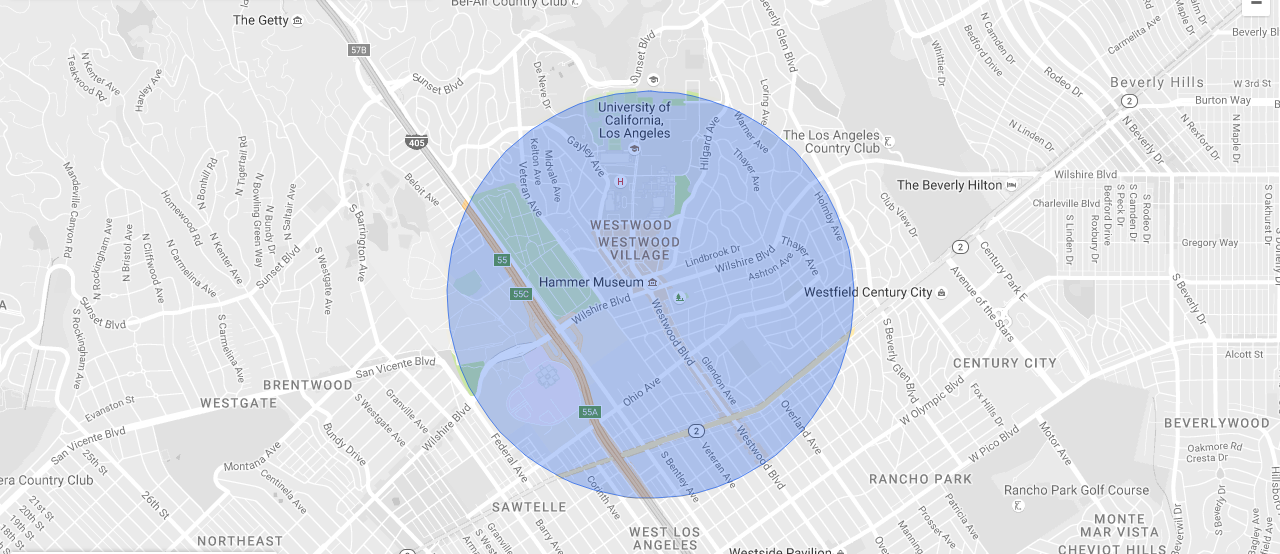 Bel-Air Country Club
The Getty
57B
Sunset Blvd
Beverly Glen Blvd
N Camden Dr
Bedford Drive
Carmelita Ave
Whittier Dr
Rodeo Dr
Beverly Hills
W 3rd St
Burton Way
2
N Kenter Ave
Tankwood Rd
Hanley Ave
Sunset Blvd
De Neve Dr
Loring Ave
University of
California,
Los Angeles
405
The Los Angeles
Country Club
N Linden Dr
N Beverly Dr
N Rexford Dr
N Maple Dr
Gayley Ave
Kelton Ave
Midvale Ave
Veteran Ave
Hilgard Ave
Warner Ave
Thayer Ave
H
Mandeville Canyon Rd
N Bonhill Rd
N Tigertail Rd
N Bowling Green Way
N Bundy Dr
N Saltair Ave
Homewood Rd
Beloit Ave
S Barrington Ave
The Beverly Hilton
Wilshire Blvd
Charleville Blvd
Club View Dr
Holmby Ave
S Linden Dr
Roxbury Dr
Bedford Drive
S Peck Dr
S Camden Dr
S Rodeo Dr
S Oakhurst Dr
Gregory Way
WESTWOOD
WESTWOOD
VILLAGE
Lindbrook Dr
Wilshire Blvd
Ashton Ave
Thayer Ave
2
N Rockingham Ave
N Bristol Ave
N Cliffwood Ave
N Carmelina Ave
N Kenter Ave
Sunset Blvd
S Westgate Ave
55
55C
Hammer Museum
Wilshire Blvd
Westfield Century City
Century Park E
Avenue of the Stars
S Beverly Dr
Sunset Blvd
S Rockingham Ave
S Carmelina Ave
Westwood Blvd
Glendon Ave
Ohio Ave
S Beverly Glen Blvd
CENTURY CITY
Alcott St
San Vicente Blvd
BRENTWOOD
WESTGATE
Evanston St
San Vicente Blvd
S Westgate Ave
Granville Ave
Wilshire Blvd
Bundy Drive
55A
2
Overland Ave
W Olympic Blvd
Fox Hills Dr
W Pico Blvd
Motor Ave
BEVERLYWOOD
Oakmore Rd
Cresta Dr
Montana Ave
Centinela Ave
25th St
26th St
21st St
20th St
19th St
18th St
Federal Ave
Corinth Ave
S Bentley Ave
Veteran Ave
Westwood Blvd
RANCHO PARK
Rancho Park Golf Course
Patricia Ave
Prosser Ave
SAWTELLE
Barry Ave
WEST LOS
ANGELES
Westside Pavilion
NORTHEAST
MONTE
MAR VISTA
CHEVIOT HILLS
S Beverly Dr